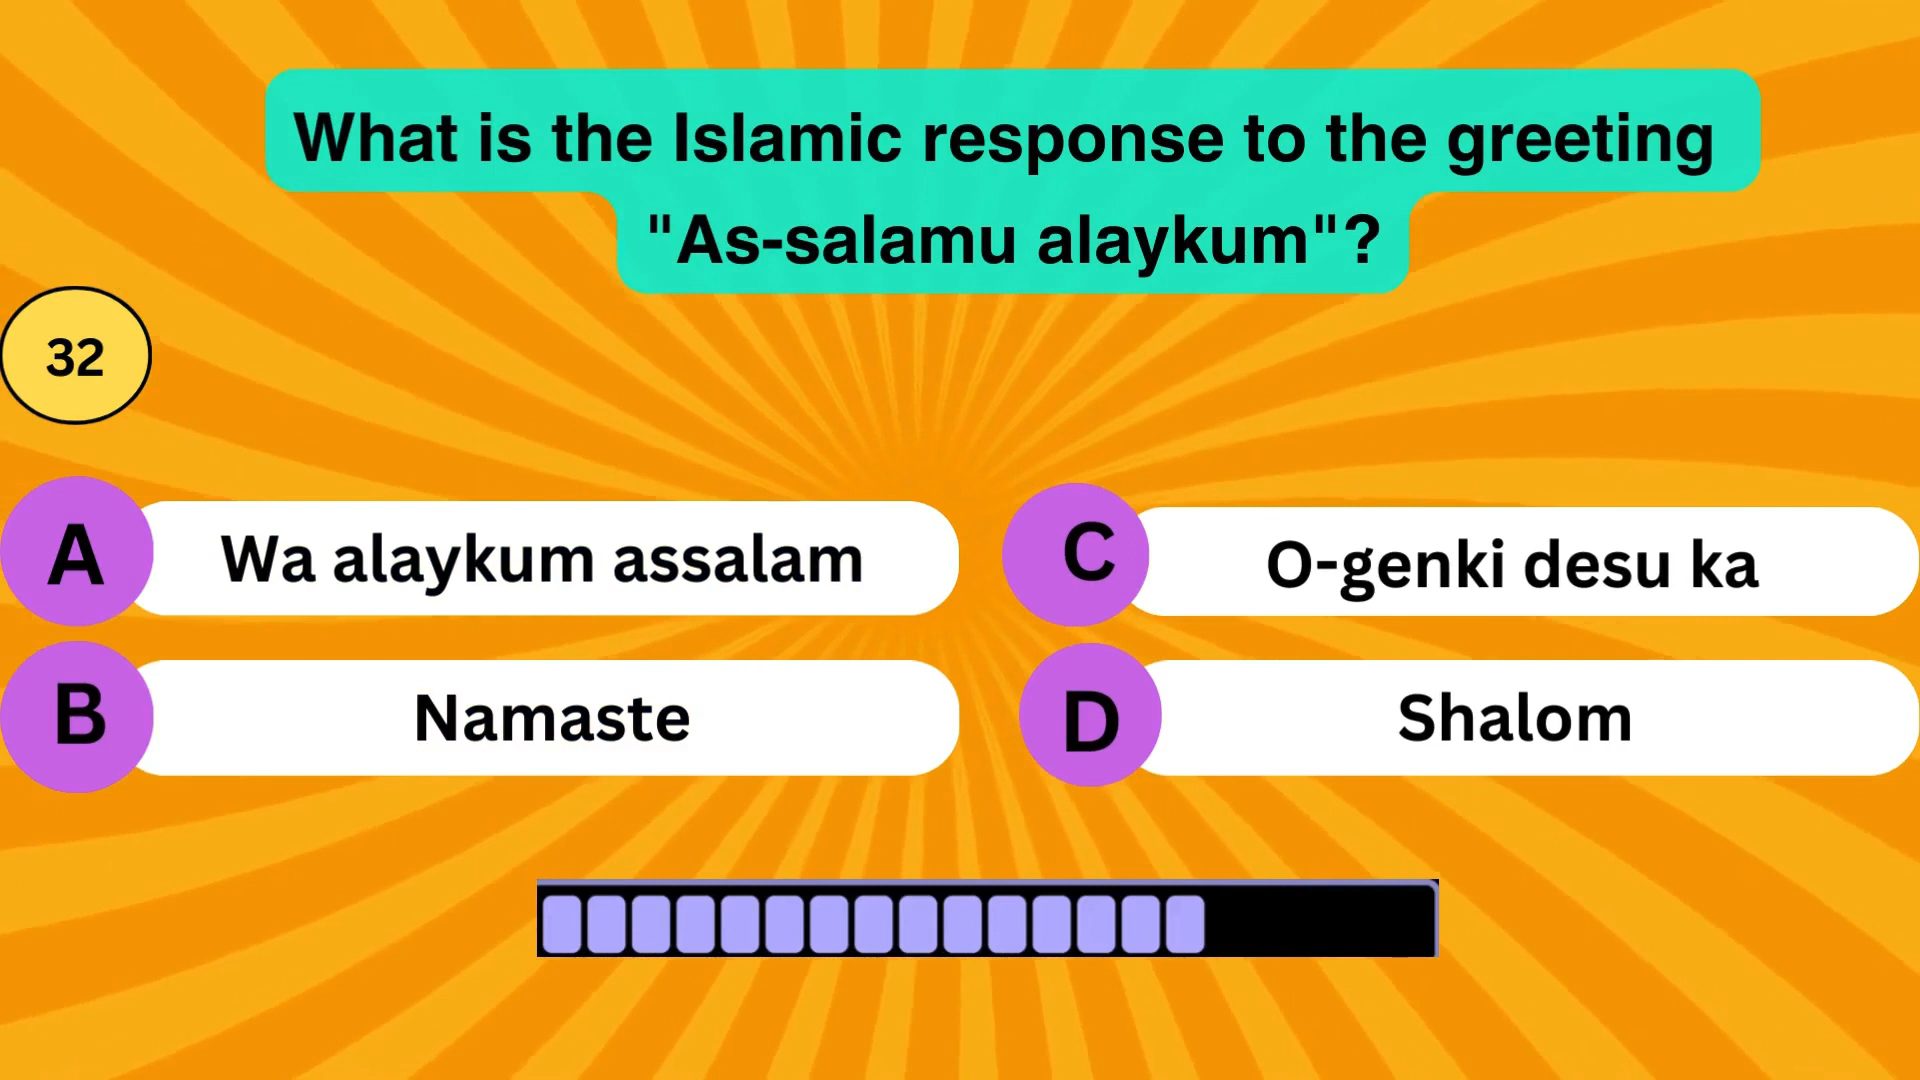 What is the Islamic response to the greeting
"As-salamu alaykum"?
32
A
Wa alaykum assalam
B
Namaste
C
O-genki desu ka
D
Shalom